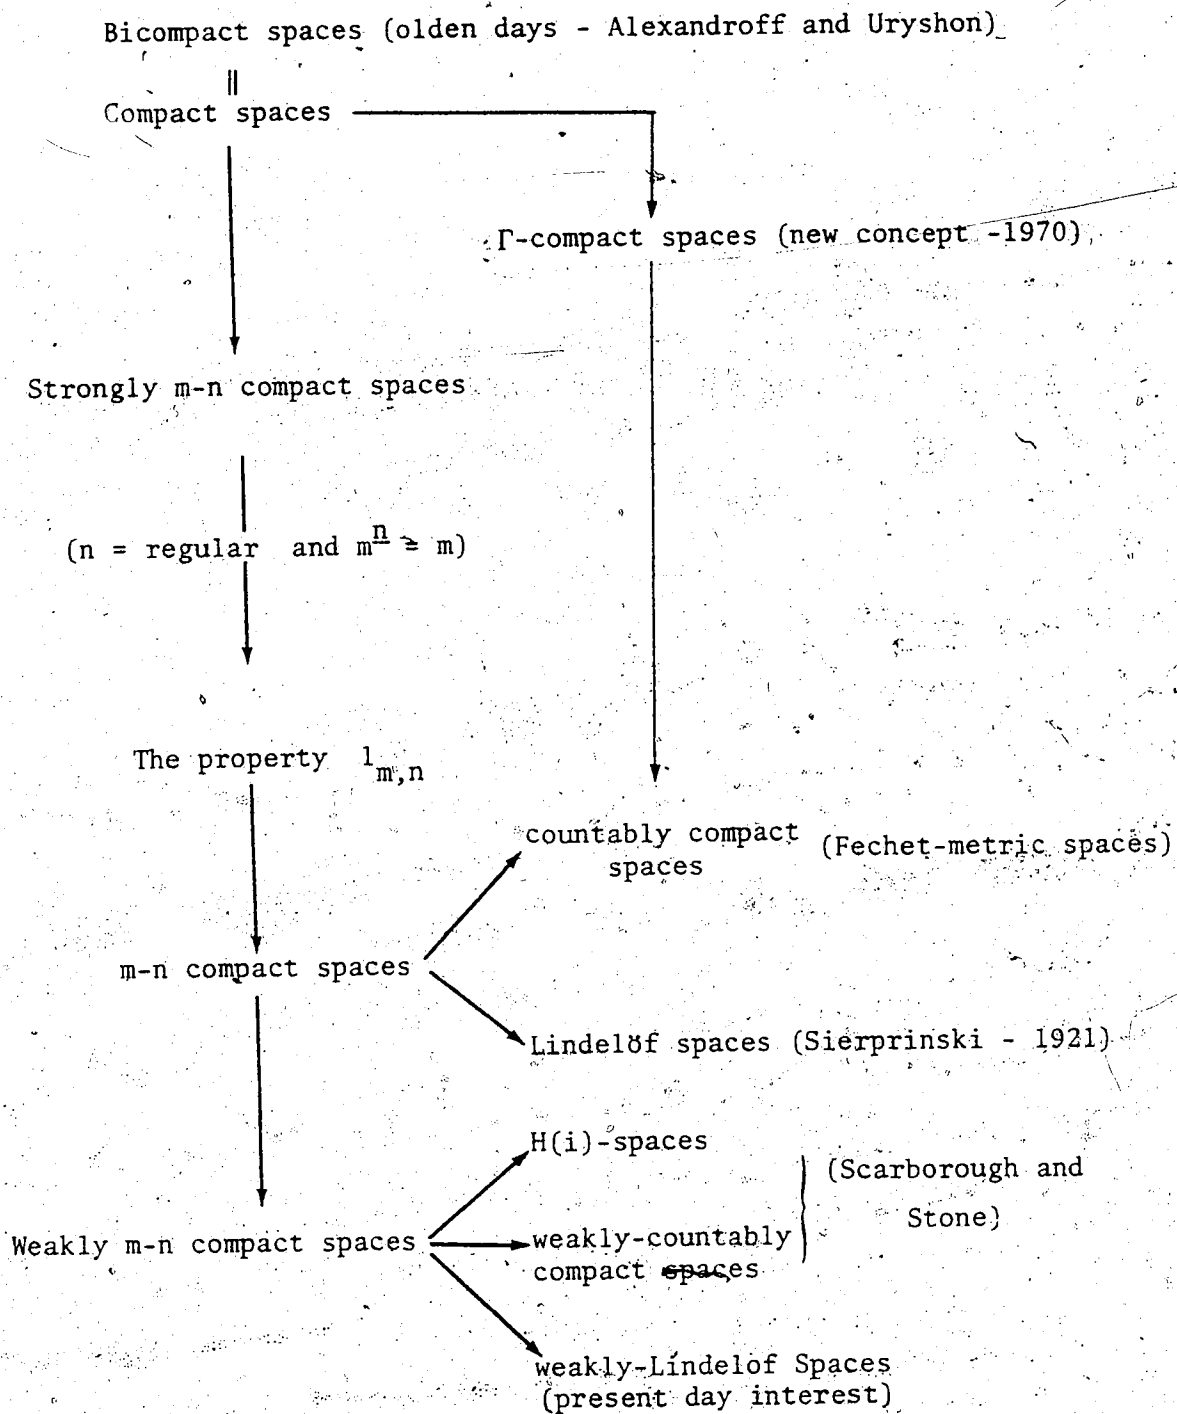 Bicompact spaces (olden days - Alexandroff and Uryshon)
||
Compact spaces
Γ-compact spaces (new concept -1970)
Strongly m-n compact spaces
(n = regular and m^n ≥ m)
The property l_m,n
countably compact (Fechet-metric spaces)
spaces
m-n compact spaces
Lindelöf spaces (Sierprinski - 1921)
H(i)-spaces
(Scarborough and
Stone)
Weakly m-n compact spaces
weakly-countably
compact spaces
weakly-Lindelof Spaces
(present day interest)